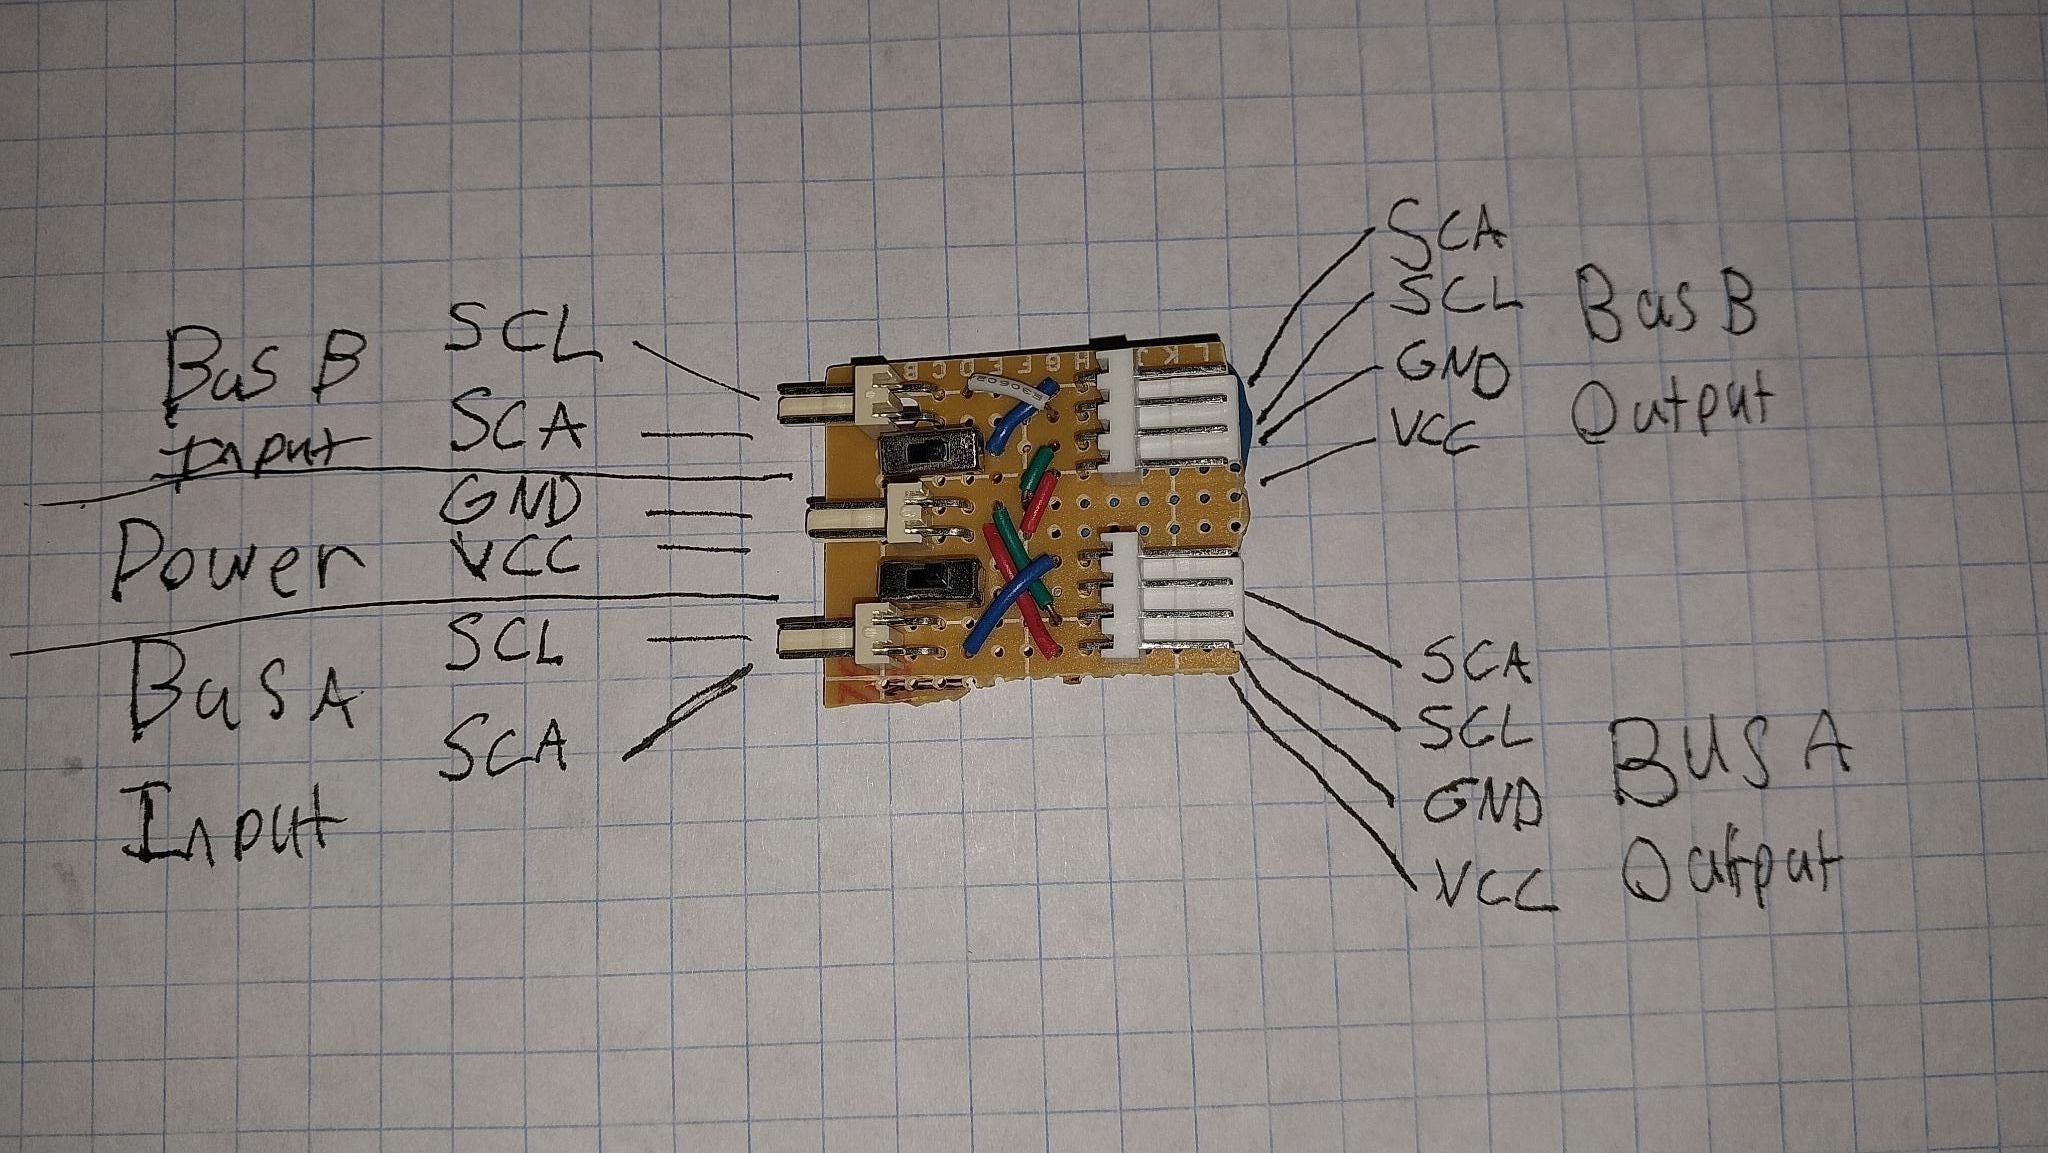 Bus B
Input
SCL
SCA
Power
GND
VCC
Bus A
Input
SCL
SCA
SCA
SCL
GND
VCC
Bus B
Output
SCA
SCL
GND
VCC
BUS A
Output
B C D E F G H J K L